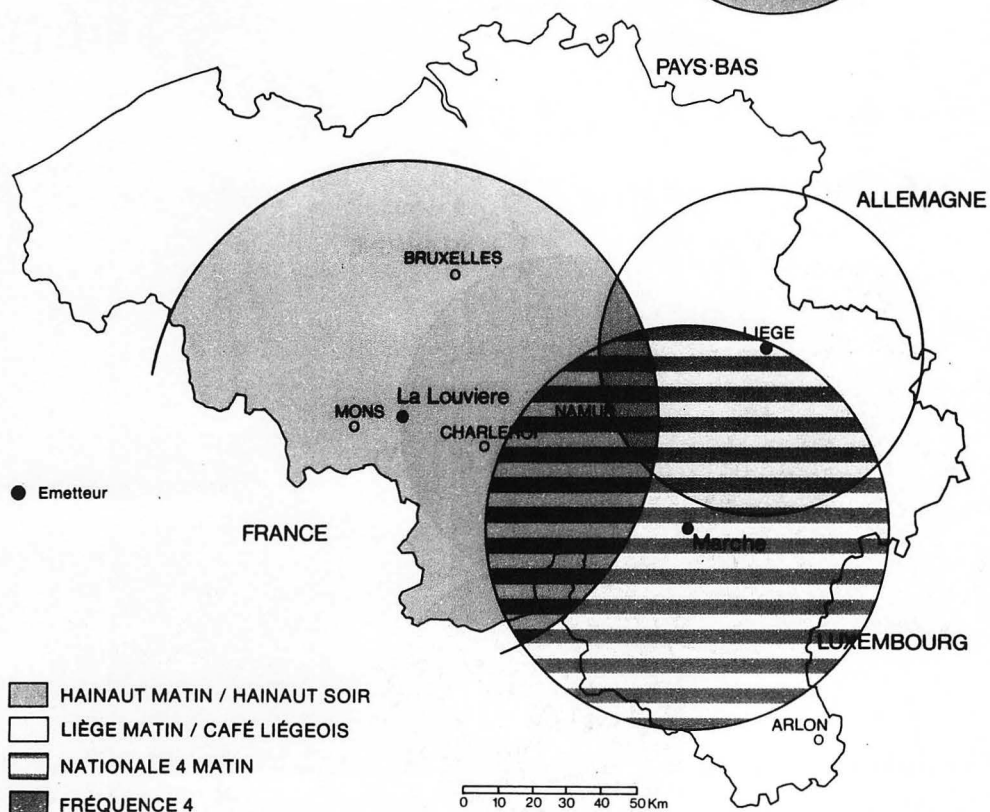 PAYS·BAS
ALLEMAGNE
BRUXELLES
LIEGE
La Louviere
MONS
NAMUR
CHARLEROI
Emetteur
FRANCE
Marche
LUXEMBOURG
HAINAUT MATIN / HAINAUT SOIR
ARLON
LIÈGE MATIN / CAFÉ LIÉGEOIS
NATIONALE 4 MATIN
FRÉQUENCE 4
0 10 20 30 40 50 Km